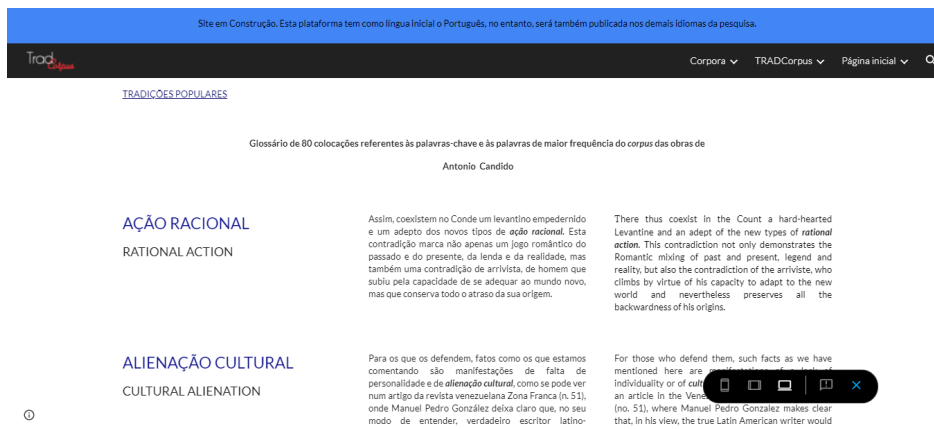 Site em Construção. Esta plataforma tem como língua inicial o Português, no entanto, será também publicada nos demais idiomas da pesquisa.
TradCorpus
Corpora
TRADCorpus
Página inicial
TRADIÇÕES POPULARES
Glossário de 80 colocações referentes às palavras-chave e às palavras de maior frequência do corpus das obras de
Antonio Candido
AÇÃO RACIONAL
RATIONAL ACTION
Assim, coexistem no Conde um levantino empedernido
e um adepto dos novos tipos de ação racional. Esta
contradição marca não apenas um jogo romântico do
passado e do presente, da lenda e da realidade, mas
também uma contradição de arrivista, de homem que
subiu pela capacidade de se adequar ao mundo novo,
mas que conserva todo o atraso da sua origem.
There thus coexist in the Count a hard-hearted
Levantine and an adept of the new types of rational
action. This contradiction not only demonstrates the
Romantic mixing of past and present, legend and
reality, but also the contradiction of the arriviste, who
climbs by virtue of his capacity to adapt to the new
world and nevertheless preserves all the
backwardness of his origins.
ALIENAÇÃO CULTURAL
CULTURAL ALIENATION
Para os que os defendem, fatos como os que estamos
comentando são manifestações de falta de
personalidade e de alienação cultural, como se pode ver
num artigo da revista venezuelana Zona Franca (n. 51),
onde Manuel Pedro González deixa claro que, no seu
modo de entender, verdadeiro escritor latino-
For those who defend them, such facts as we have
mentioned here are
individuality or of
an article in the
(no. 51), where Manuel Pedro Gonzalez makes clear
that, in his view, the true Latin American writer would